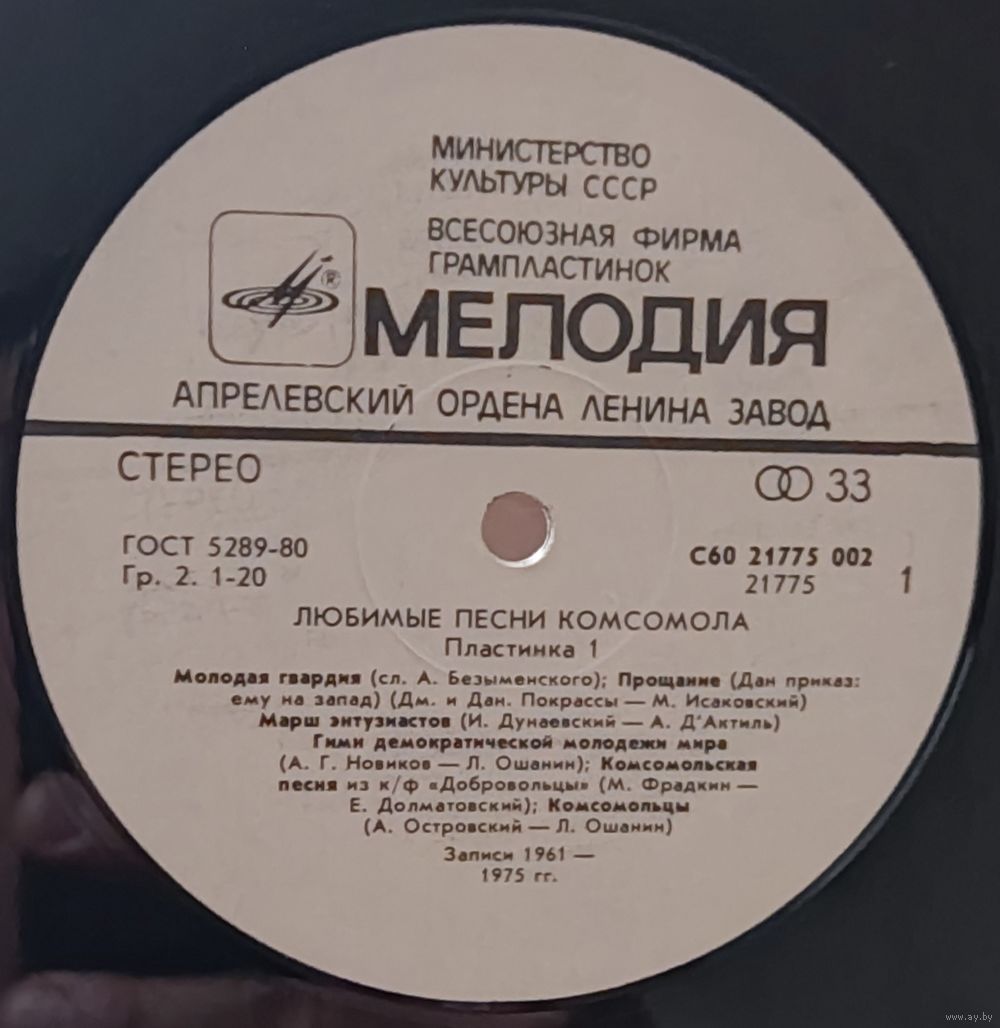 МИНИСТЕРСТВО
КУЛЬТУРЫ СССР
ВСЕСОЮЗНАЯ ФИРМА
ГРАМПЛАСТИНОК
®
МЕЛОДИЯ
АПРЕЛЕВСКИЙ ОРДЕНА ЛЕНИНА ЗАВОД
СТЕРЕО
33
ГОСТ 5289-80
Гр. 2. 1-20
С60 21775 002
21775
1
ЛЮБИМЫЕ ПЕСНИ КОМСОМОЛА
Пластинка 1
Молодая гвардия (сл. А. Безыменского); Прощание (Дан приказ:
ему на запад) (Дм. и Дан. Покрассы — М. Исаковский)
Марш энтузиастов (И. Дунаевский — А. Д'Актиль)
Гимн демократической молодежи мира
(А. Г. Новиков — Л. Ошанин); Комсомольская
песня из к/ф «Добровольцы» (М. Фрадкин —
Е. Долматовский); Комсомольцы
(А. Островский — Л. Ошанин)
Записи 1961 —
1975 гг.
www.ay.by